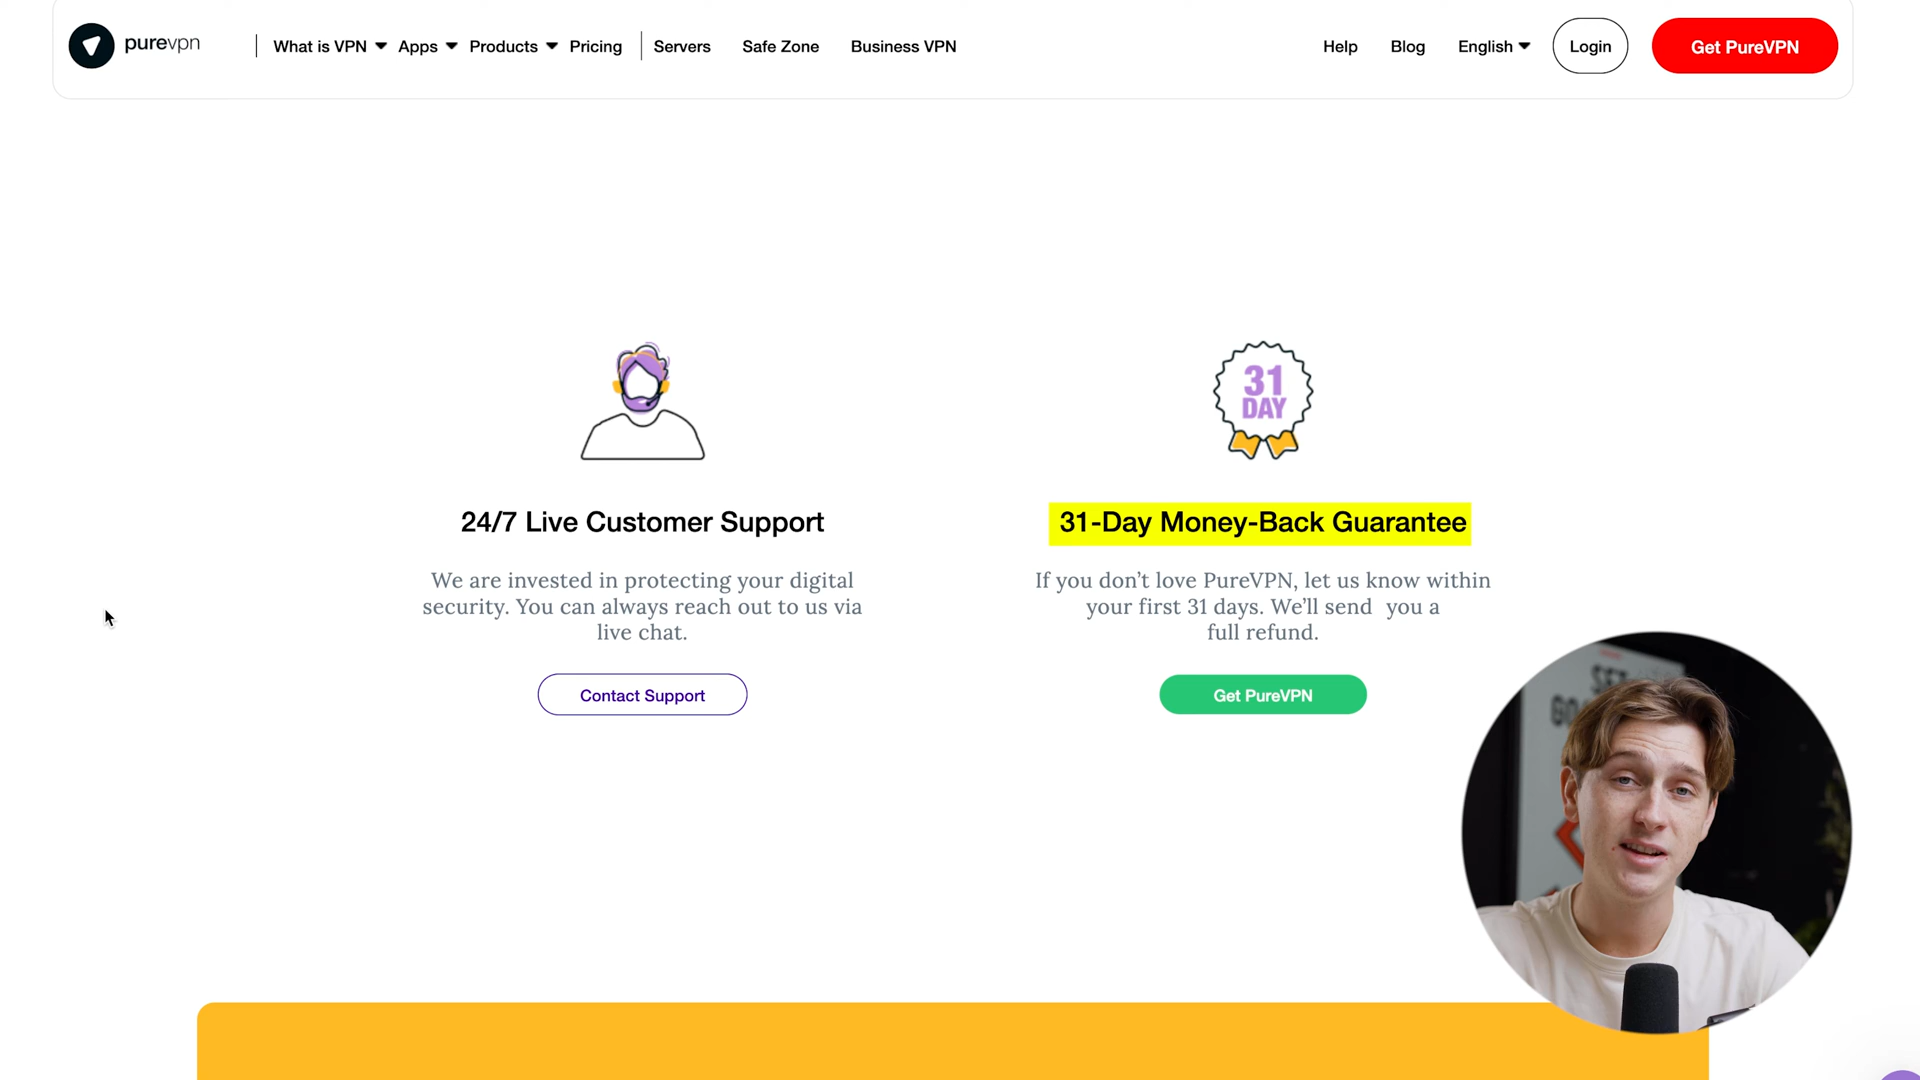 purevpn
What is VPN Apps Products Pricing Servers Safe Zone Business VPN Help Blog English Login Get PureVPN
31
DAY
24/7 Live Customer Support
We are invested in protecting your digital
security. You can always reach out to us via
live chat.
Contact Support
31-Day Money-Back Guarantee
If you don’t love PureVPN, let us know within
your first 31 days. We’ll send you a
full refund.
Get PureVPN